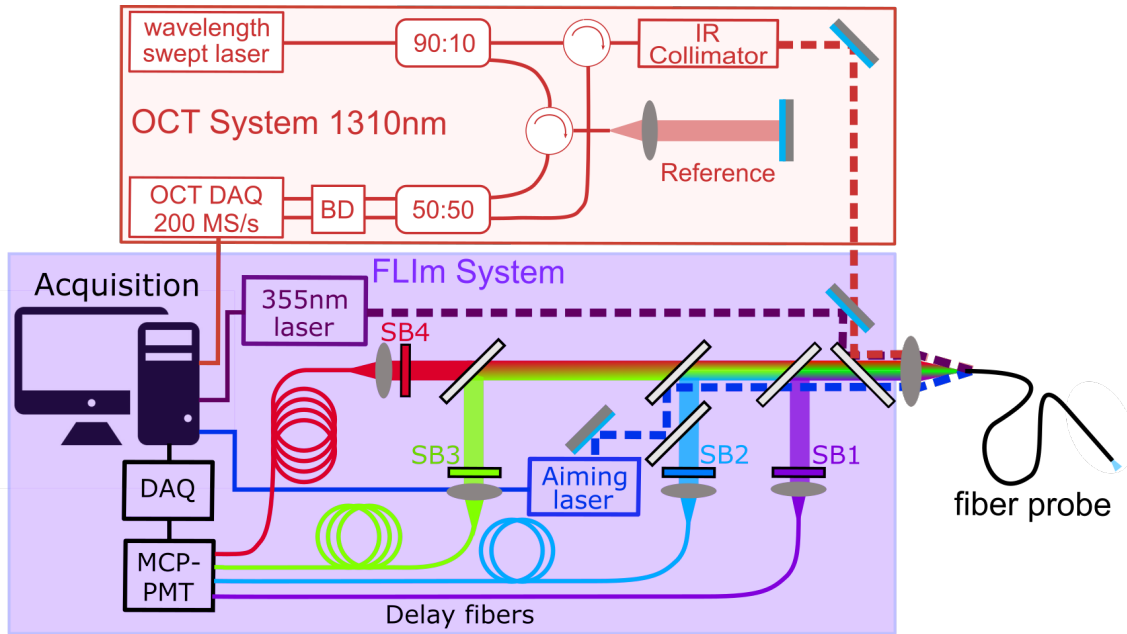 wavelength
swept laser
90:10
IR
Collimator
OCT System 1310nm
Reference
OCT DAQ
200 MS/s
BD
50:50
FLIm System
Acquisition
355nm
laser
SB4
SB3
SB2
SB1
Aiming
laser
DAQ
fiber probe
MCP-
PMT
Delay fibers